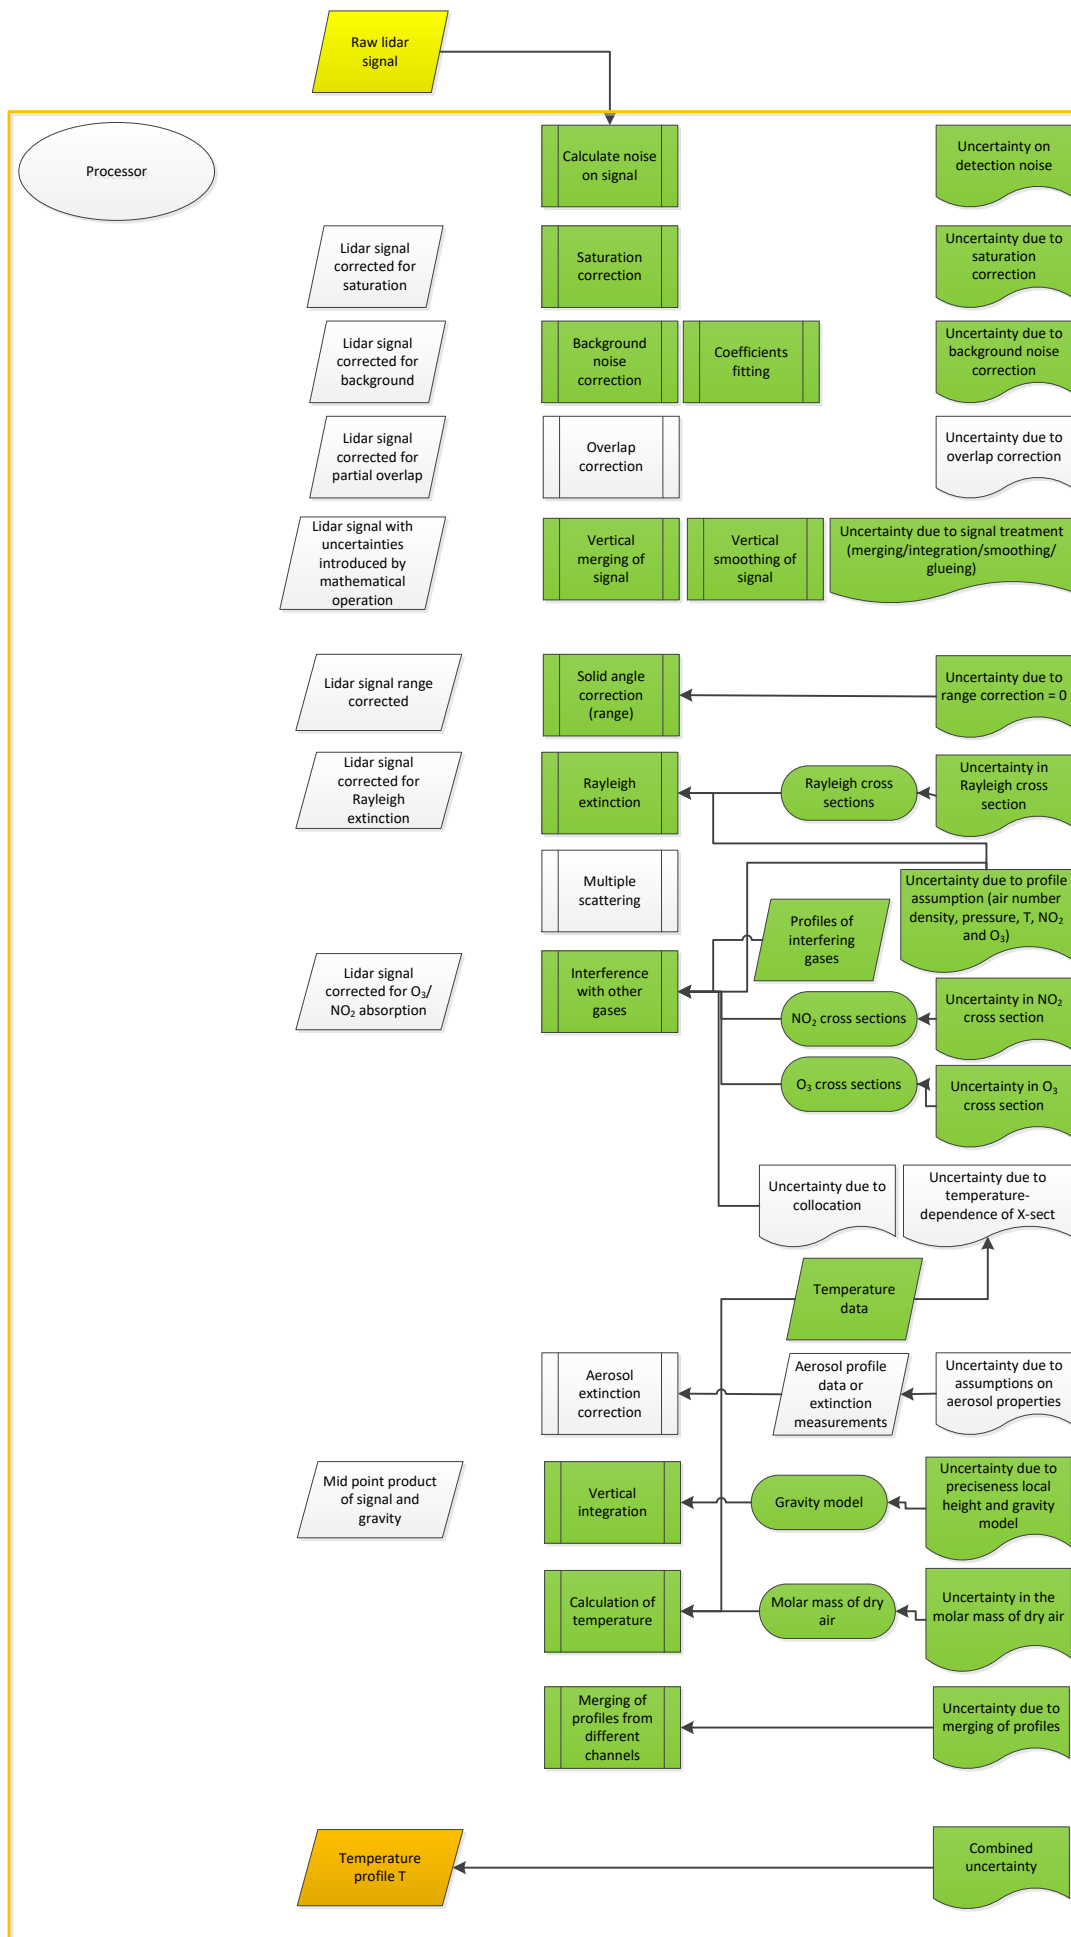 Raw lidar
signal
Processor
Calculate noise
on signal
Uncertainty on
detection noise
Lidar signal
corrected for
saturation
Saturation
correction
Uncertainty due to
saturation
correction
Lidar signal
corrected for
background
Background
noise
correction
Coefficients
fitting
Uncertainty due to
background noise
correction
Lidar signal
corrected for
partial overlap
Overlap
correction
Uncertainty due to
overlap correction
Lidar signal with
uncertainties
introduced by
mathematical
operation
Vertical
merging of
signal
Vertical
smoothing of
signal
Uncertainty due to signal treatment
(merging/integration/smoothing/
glueing)
Lidar signal range
corrected
Solid angle
correction
(range)
Uncertainty due to
range correction = 0
Lidar signal
corrected for
Rayleigh
extinction
Rayleigh
extinction
Rayleigh cross
sections
Uncertainty in
Rayleigh cross
section
Multiple
scattering
Profiles of
interfering
gases
Uncertainty due to profile
assumption (air number
density, pressure, T, NO₂
and O₃)
Lidar signal
corrected for O₃/
NO₂ absorption
Interference
with other
gases
NO₂ cross sections
Uncertainty in NO₂
cross section
O₃ cross sections
Uncertainty in O₃
cross section
Uncertainty due to
collocation
Uncertainty due to
temperature-
dependence of X-sect
Temperature
data
Aerosol
extinction
correction
Aerosol profile
data or
extinction
measurements
Uncertainty due to
assumptions on
aerosol properties
Mid point product
of signal and
gravity
Vertical
integration
Gravity model
Uncertainty due to
preciseness local
height and gravity
model
Calculation of
temperature
Molar mass of dry
air
Uncertainty in the
molar mass of dry air
Merging of
profiles from
different
channels
Uncertainty due to
merging of profiles
Temperature
profile T
Combined
uncertainty